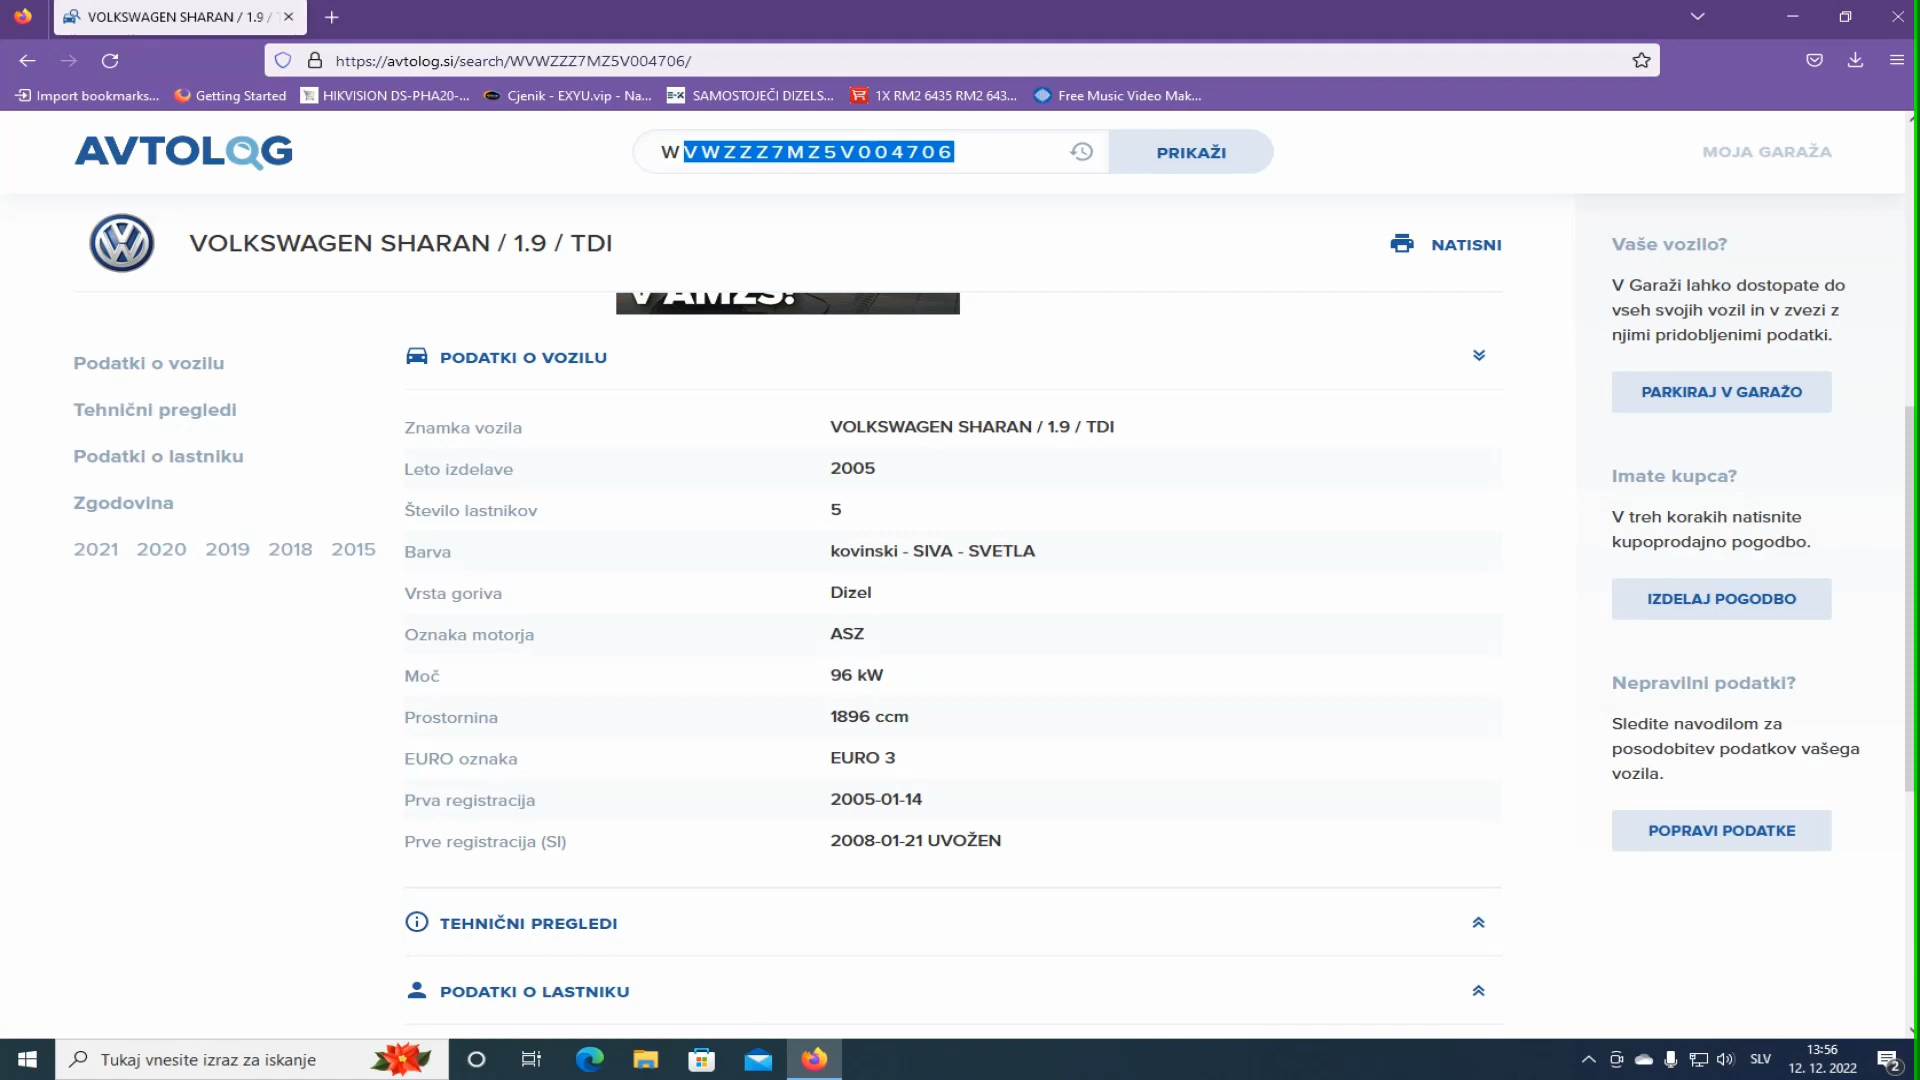 VOLKSWAGEN SHARAN / 1.9 /
https://avtolog.si/search/WVWZZZ7MZ5V004706/
Import bookmarks...
Getting Started
HIKVISION DS-PHA20-...
Cjenik - EXYU.vip - Na...
SAMOSTOJEČI DIZELS...
1X RM2 6435 RM2 643...
Free Music Video Mak...
AVTOLOG
WVWZZZ7MZ5V004706
PRIKAŽI
MOJA GARAŽA
VOLKSWAGEN SHARAN / 1.9 / TDI
NATISNI
V AMZS!
Podatki o vozilu
Tehnični pregledi
Podatki o lastniku
Zgodovina
2021 2020 2019 2018 2015
PODATKI O VOZILU
Znamka vozila VOLKSWAGEN SHARAN / 1.9 / TDI
Leto izdelave 2005
Število lastnikov 5
Barva kovinski - SIVA - SVETLA
Vrsta goriva Dizel
Oznaka motorja ASZ
Moč 96 kW
Prostornina 1896 ccm
EURO oznaka EURO 3
Prva registracija 2005-01-14
Prve registracija (SI) 2008-01-21 UVOŽEN
TEHNIČNI PREGLEDI
PODATKI O LASTNIKU
Vaše vozilo?
V Garaži lahko dostopate do
vseh svojih vozil in v zvezi z
njimi pridobljenimi podatki.
PARKIRAJ V GARAŽO
Imate kupca?
V treh korakih natisnite
kupoprodajno pogodbo.
IZDELAJ POGODBO
Nepravilni podatki?
Sledite navodilom za
posodobitev podatkov vašega
vozila.
POPRAVI PODATKE
Tukaj vnesite izraz za iskanje
SLV
13:56
12. 12. 2022
2